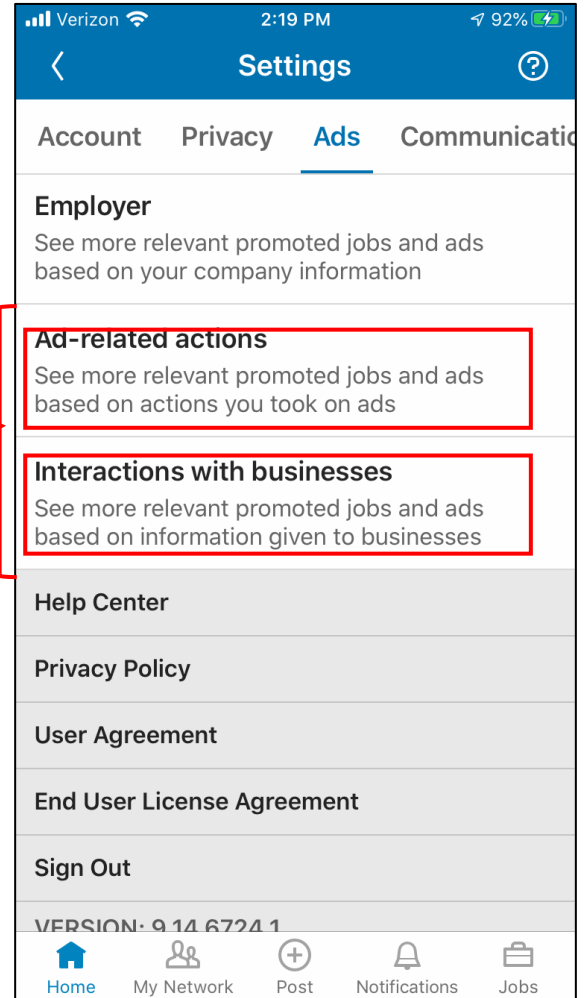 Verizon 2:19 PM 92%
Settings
Account Privacy Ads Communicatio
Employer
See more relevant promoted jobs and ads
based on your company information
Ad-related actions
See more relevant promoted jobs and ads
based on actions you took on ads
Interactions with businesses
See more relevant promoted jobs and ads
based on information given to businesses
Help Center
Privacy Policy
User Agreement
End User License Agreement
Sign Out
VERSION: 9.14.6724.1
Home My Network Post Notifications Jobs